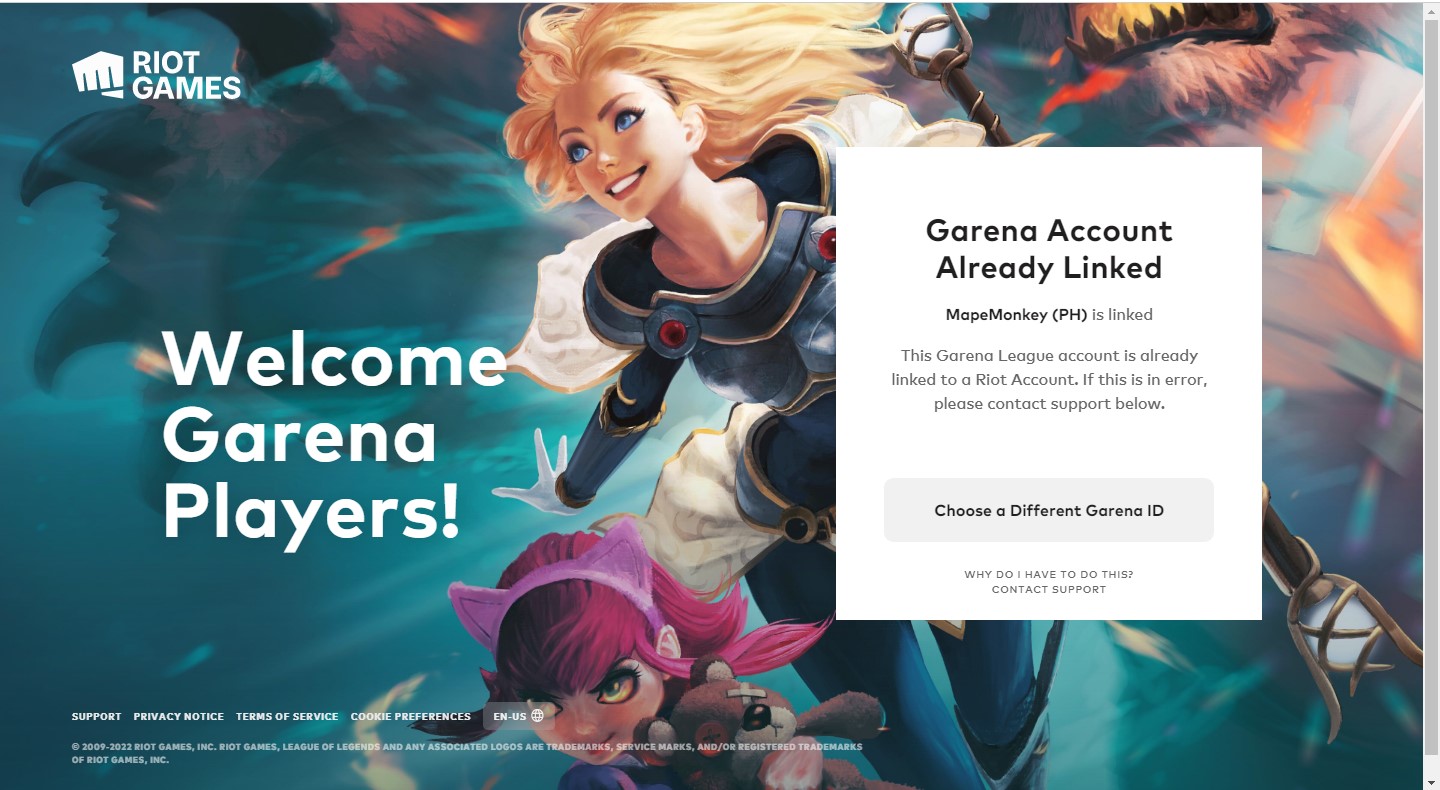 RIOT
GAMES
Welcome
Garena
Players!
Garena Account
Already Linked
MapeMonkey (PH) is linked
This Garena League account is already
linked to a Riot Account. If this is in error,
please contact support below.
Choose a Different Garena ID
WHY DO I HAVE TO DO THIS?
CONTACT SUPPORT
SUPPORT PRIVACY NOTICE TERMS OF SERVICE COOKIE PREFERENCES EN-US
© 2009-2022 RIOT GAMES, INC. RIOT GAMES, LEAGUE OF LEGENDS AND ANY ASSOCIATED LOGOS ARE TRADEMARKS, SERVICE MARKS, AND/OR REGISTERED TRADEMARKS
OF RIOT GAMES, INC.